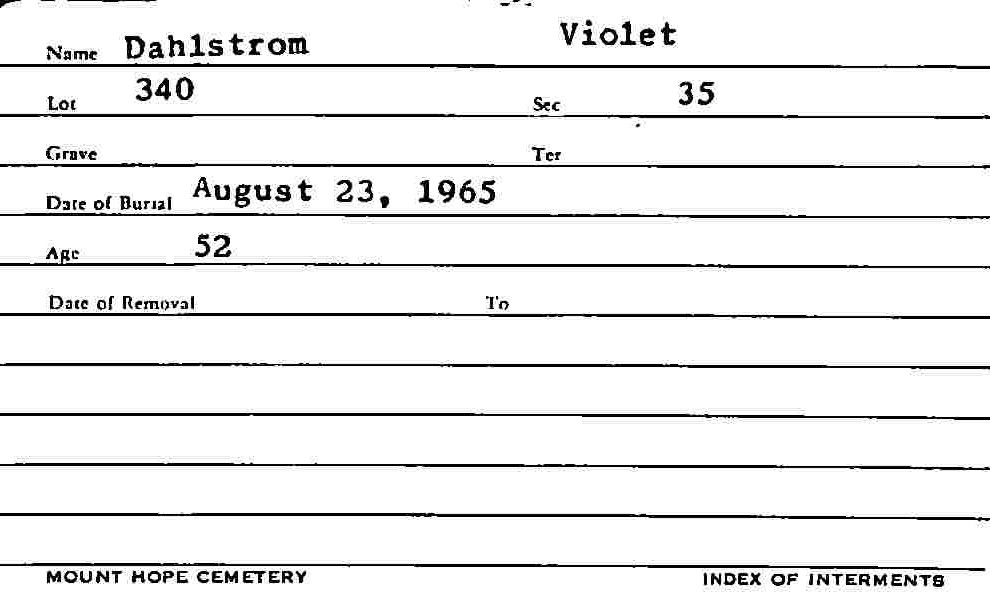 Name Dahlstrom Violet
Lot 340 Sec 35
Grave Ter
Date of Burial August 23, 1965
Age 52
Date of Removal To
MOUNT HOPE CEMETERY INDEX OF INTERMENTS